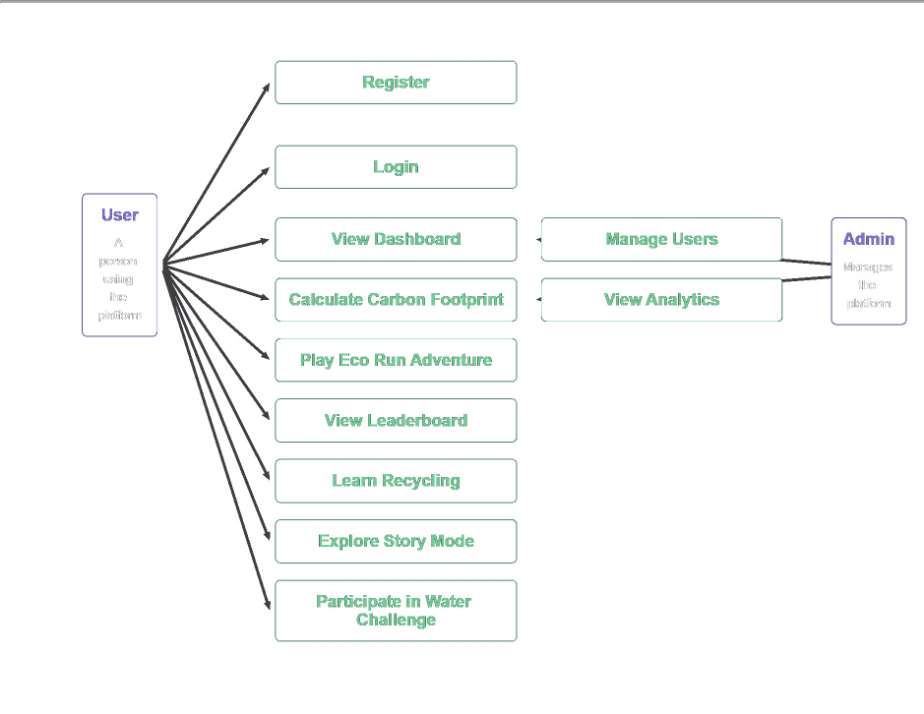 Register
Login
User
A
person
using
the
platform
View Dashboard
Manage Users
Admin
Manages
the
platform
Calculate Carbon Footprint
View Analytics
Play Eco Run Adventure
View Leaderboard
Learn Recycling
Explore Story Mode
Participate in Water
Challenge